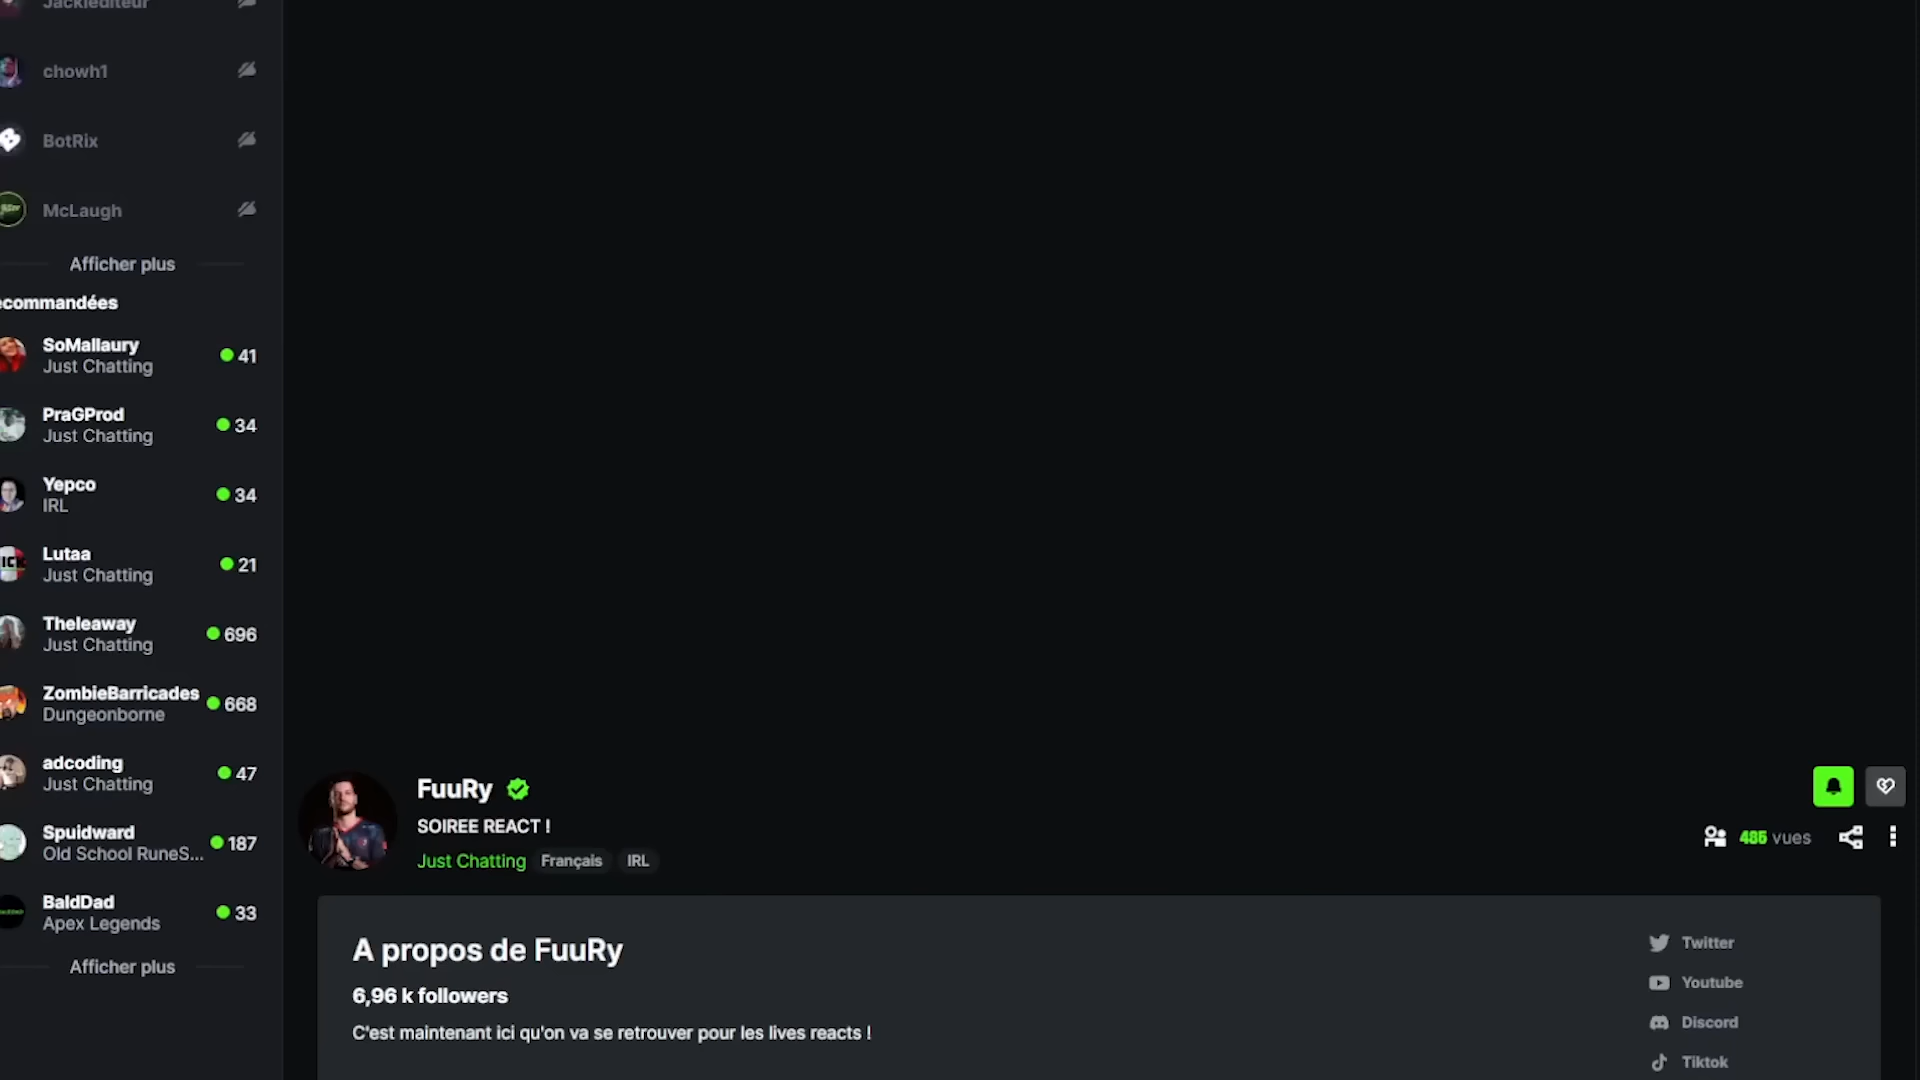 Jackiediteur
chowh1
BotRix
McLaugh
Afficher plus
ecommandées
SoMallaury
Just Chatting
41
PraGProd
Just Chatting
34
Yepco
IRL
34
Lutaa
Just Chatting
21
Theleaway
Just Chatting
696
ZombieBarricades
Dungeonborne
668
adcoding
Just Chatting
47
Spuidward
Old School RuneS...
187
BaldDad
Apex Legends
33
Afficher plus
FuuRy
SOIREE REACT !
Just Chatting Français IRL
vues
A propos de FuuRy
6,96 k followers
C'est maintenant ici qu'on va se retrouver pour les lives reacts !
Twitter
Youtube
Discord
Tiktok